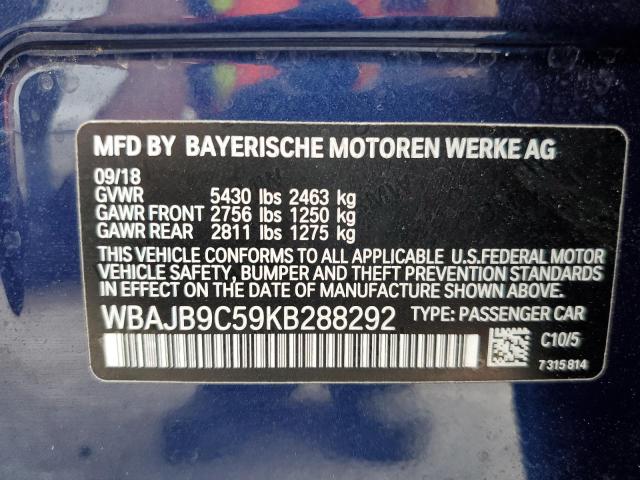 MFD BY BAYERISCHE MOTOREN WERKE AG
09/18
GVWR 5430 lbs 2463 kg
GAWR FRONT 2756 lbs 1250 kg
GAWR REAR 2811 lbs 1275 kg
THIS VEHICLE CONFORMS TO ALL APPLICABLE U.S.FEDERAL MOTOR
VEHICLE SAFETY, BUMPER AND THEFT PREVENTION STANDARDS
IN EFFECT ON THE DATE OF MANUFACTURE SHOWN ABOVE.
WBAJB9C59KB288292 TYPE: PASSENGER CAR
C10/5
7315814